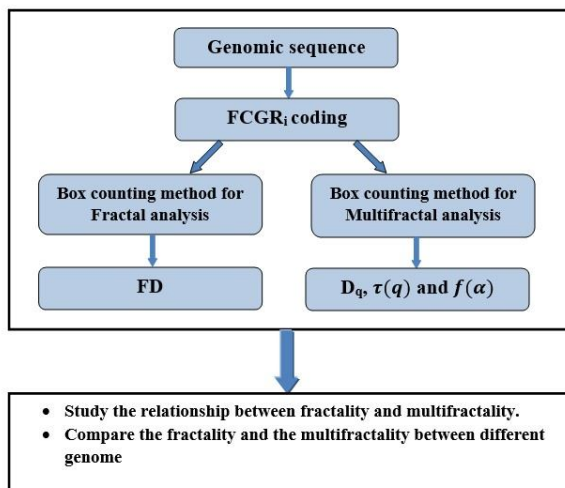 Genomic sequence
FCGRᵢ coding
Box counting method for
Fractal analysis
Box counting method for
Multifractal analysis
FD
D_q, τ(q) and f(α)
• Study the relationship between fractality and multifractality.
• Compare the fractality and the multifractality between different
genome